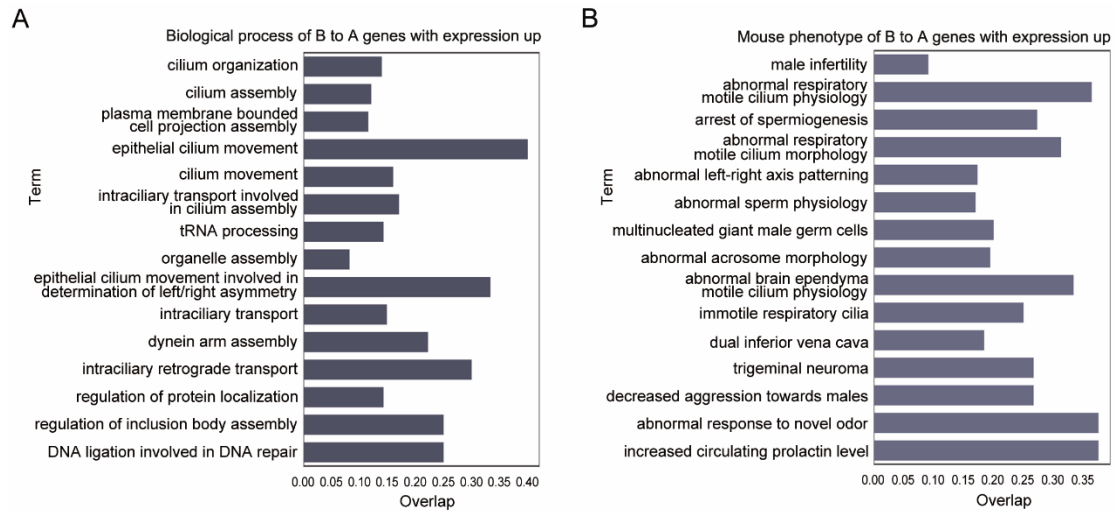 A
Biological process of B to A genes with expression up
Term
cilium organization
cilium assembly
plasma membrane bounded
cell projection assembly
epithelial cilium movement
cilium movement
intraciliary transport involved
in cilium assembly
tRNA processing
organelle assembly
epithelial cilium movement involved in
determination of left/right asymmetry
intraciliary transport
dynein arm assembly
intraciliary retrograde transport
regulation of protein localization
regulation of inclusion body assembly
DNA ligation involved in DNA repair
0.00 0.05 0.10 0.15 0.20 0.25 0.30 0.35 0.40
Overlap
B
Mouse phenotype of B to A genes with expression up
Term
male infertility
abnormal respiratory
motile cilium physiology
arrest of spermiogenesis
abnormal respiratory
motile cilium morphology
abnormal left-right axis patterning
abnormal sperm physiology
multinucleated giant male germ cells
abnormal acrosome morphology
abnormal brain ependyma
motile cilium physiology
immotile respiratory cilia
dual inferior vena cava
trigeminal neuroma
decreased aggression towards males
abnormal response to novel odor
increased circulating prolactin level
0.00 0.05 0.10 0.15 0.20 0.25 0.30 0.35
Overlap